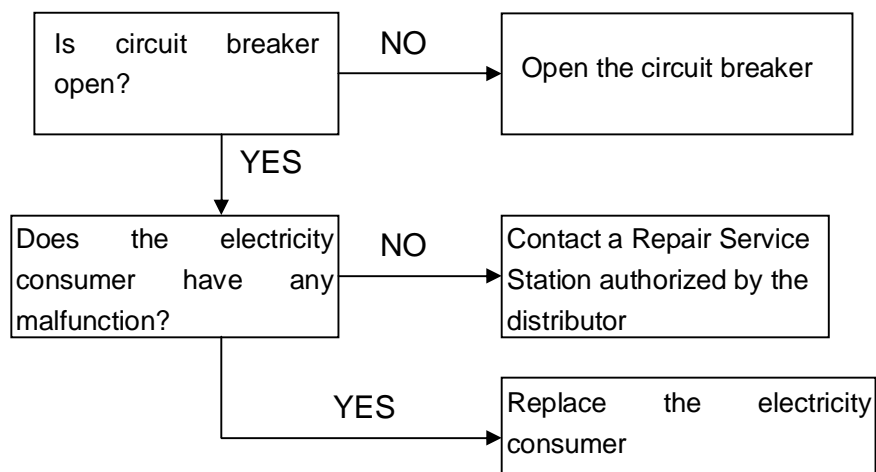 Is circuit breaker
open?
NO
Open the circuit breaker
YES
Does the electricity
consumer have any
malfunction?
NO
Contact a Repair Service
Station authorized by the
distributor
YES
Replace the electricity
consumer